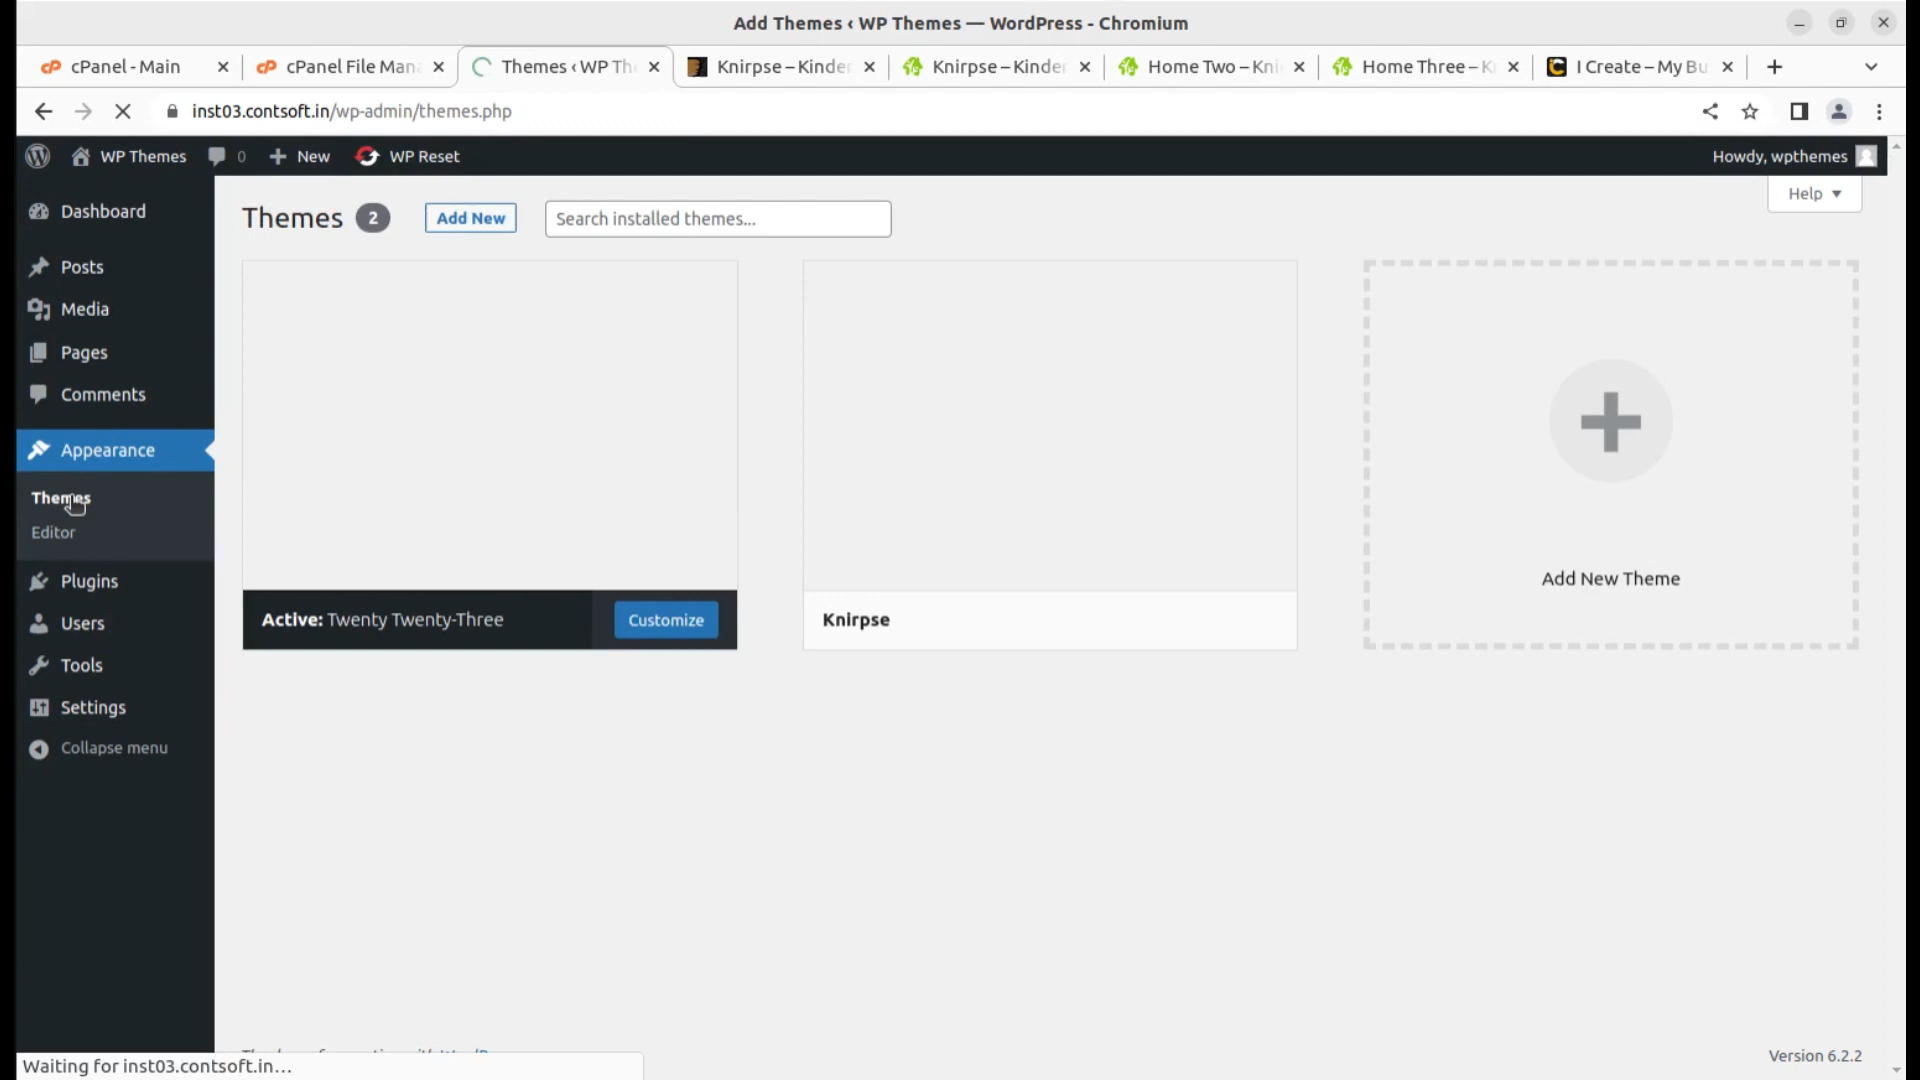 Add Themes ‹ WP Themes — WordPress - Chromium
cPanel - Main
cPanel File Man
Themes ‹ WP Th
Knirpse – Kinder
Knirpse – Kinder
Home Two – Kni
Home Three – K
I Create – My Bu
inst03.contsoft.in/wp-admin/themes.php
WP Themes
0
New
WP Reset
Howdy, wpthemes
Help
Dashboard
Posts
Media
Pages
Comments
Appearance
Themes
Editor
Plugins
Users
Tools
Settings
Collapse menu
Themes 2
Add New
Search installed themes...
Active: Twenty Twenty-Three
Customize
Knirpse
Add New Theme
Version 6.2.2
Waiting for inst03.contsoft.in...